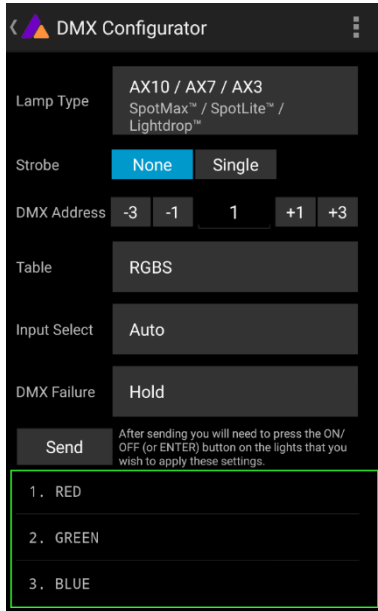 DMX Configurator
Lamp Type
AX10 / AX7 / AX3
SpotMax™ / SpotLite™ /
Lightdrop™
Strobe
None Single
DMX Address -3 -1 1 +1 +3
Table RGBS
Input Select Auto
DMX Failure Hold
Send
After sending you will need to press the ON/
OFF (or ENTER) button on the lights that you
wish to apply these settings.
1. RED
2. GREEN
3. BLUE